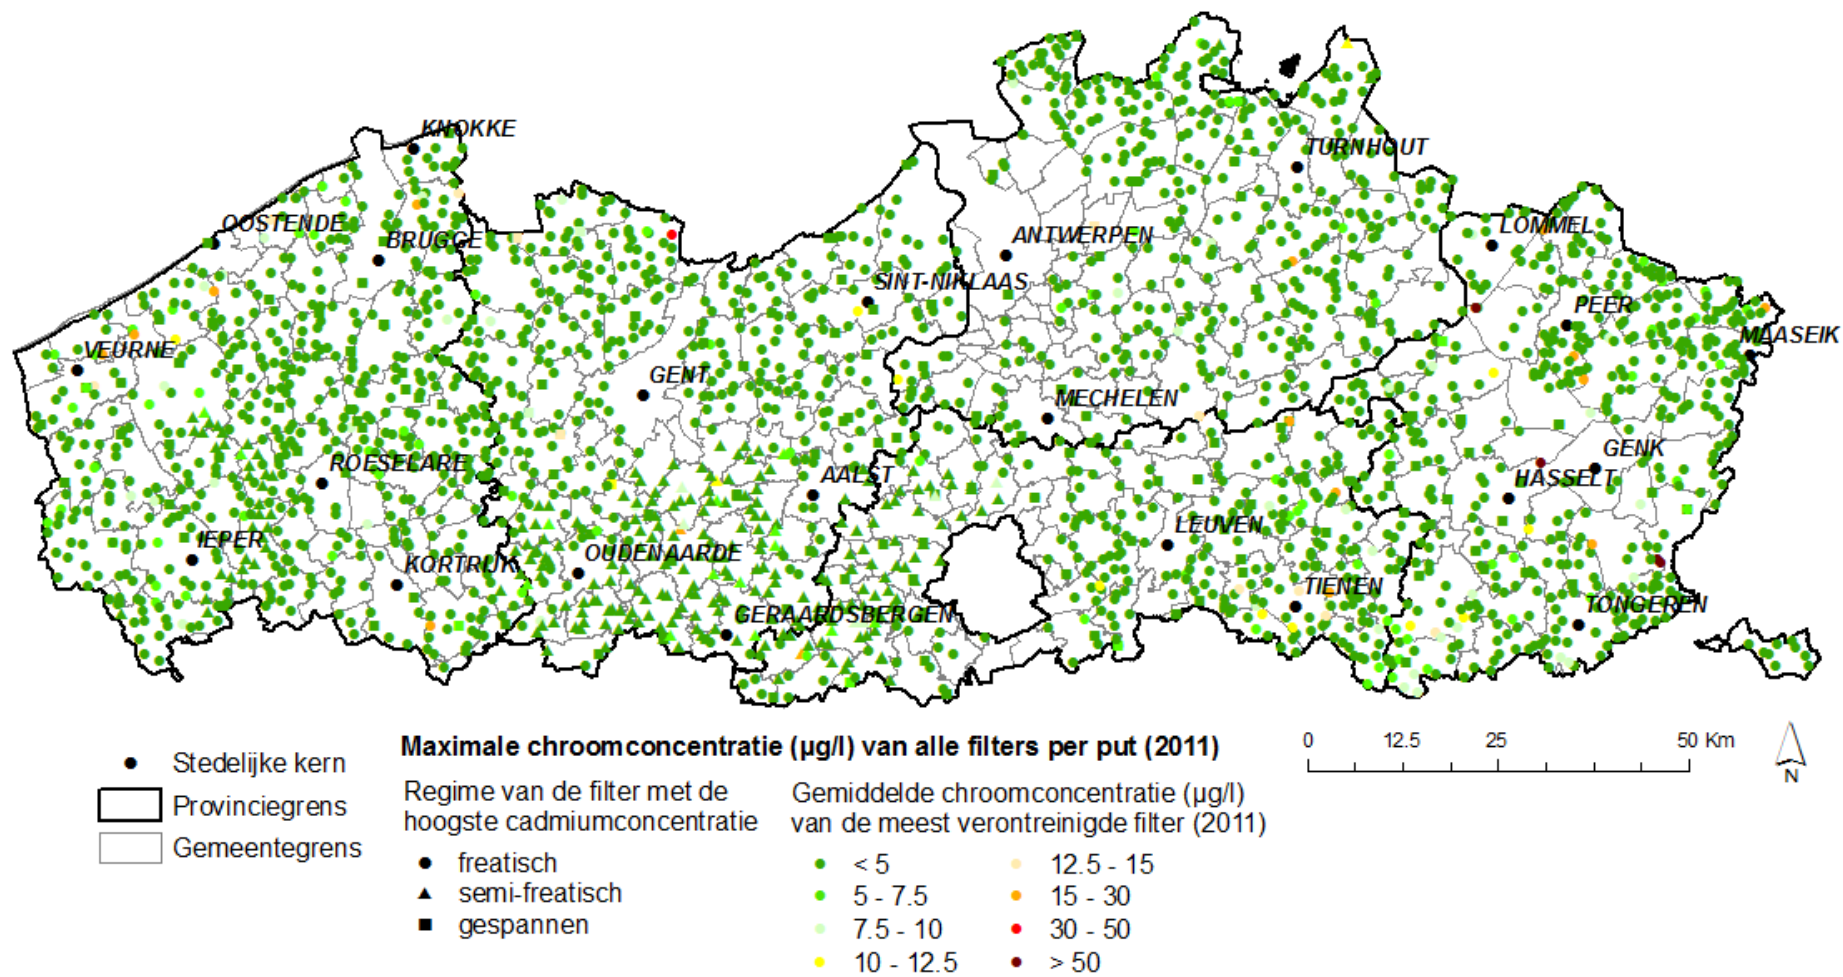 KNOKKE
TURNHOUT
OOSTENDE
BRUGGE
ANTWERPEN
LOMMEL
SINT-NIKLAAS
PEER
MAASEIK
VEURNE
GENT
MECHELEN
ROESELARE
AALST
GENK
HASSELT
IEPER
KORTRIJK
OUDENAARDE
LEUVEN
TIENEN
GERAARDSBERGEN
TONGEREN
Stedelijke kern
Provinciegrens
Gemeentegrens
Maximale chroomconcentratie (µg/l) van alle filters per put (2011)
Regime van de filter met de
hoogste cadmiumconcentratie
freatisch
semi-freatisch
gespannen
Gemiddelde chroomconcentratie (µg/l)
van de meest verontreinigde filter (2011)
< 5
5 - 7.5
7.5 - 10
10 - 12.5
12.5 - 15
15 - 30
30 - 50
> 50
0 12.5 25 50 Km
N